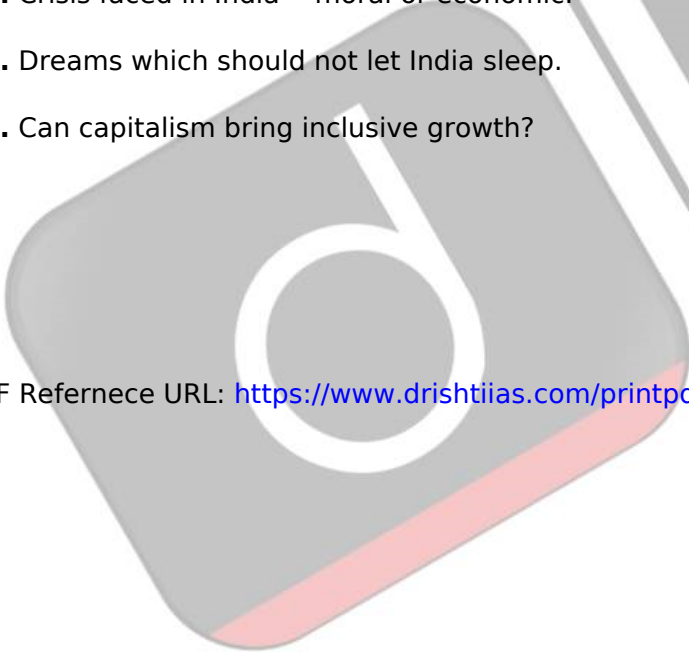 . Crisis faced in India – moral or economic.
. Dreams which should not let India sleep.
. Can capitalism bring inclusive growth?
F Refernece URL: https://www.drishtiias.com/printpo